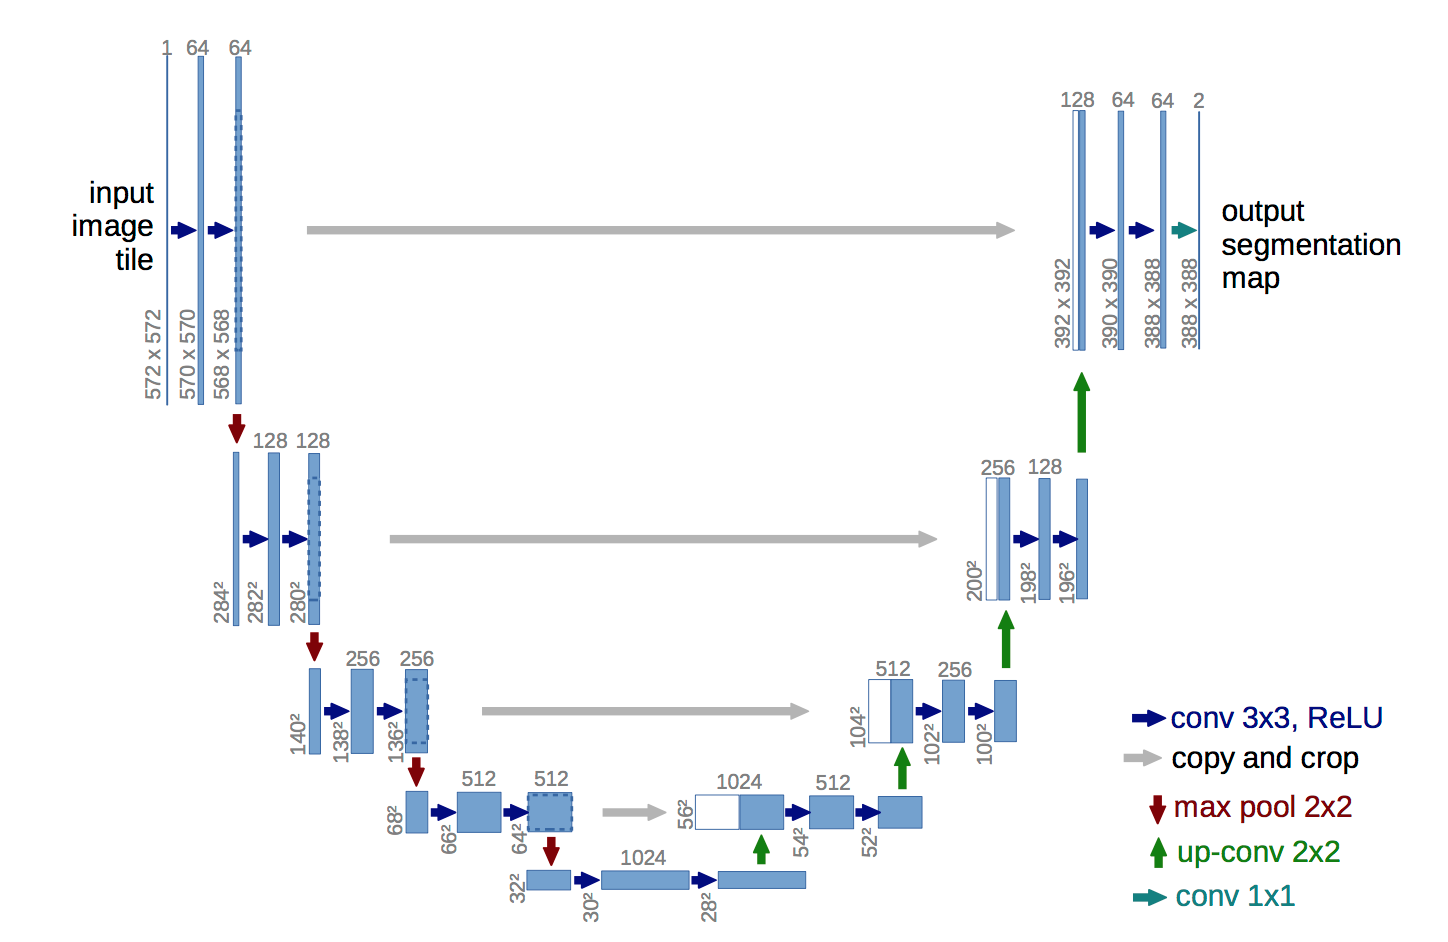 1 64 64
input
image
tile
572 x 572
570 x 570
568 x 568
128 64 64 2
392 x 392
390 x 390
388 x 388
388 x 388
output
segmentation
map
128 128
284²
282²
280²
256 128
200²
198²
196²
256 256
140²
138²
136²
512 256
104²
102²
100²
512 512
68²
66²
64²
1024 512
56²
54²
52²
1024
32²
30²
28²
conv 3x3, ReLU
copy and crop
max pool 2x2
up-conv 2x2
conv 1x1